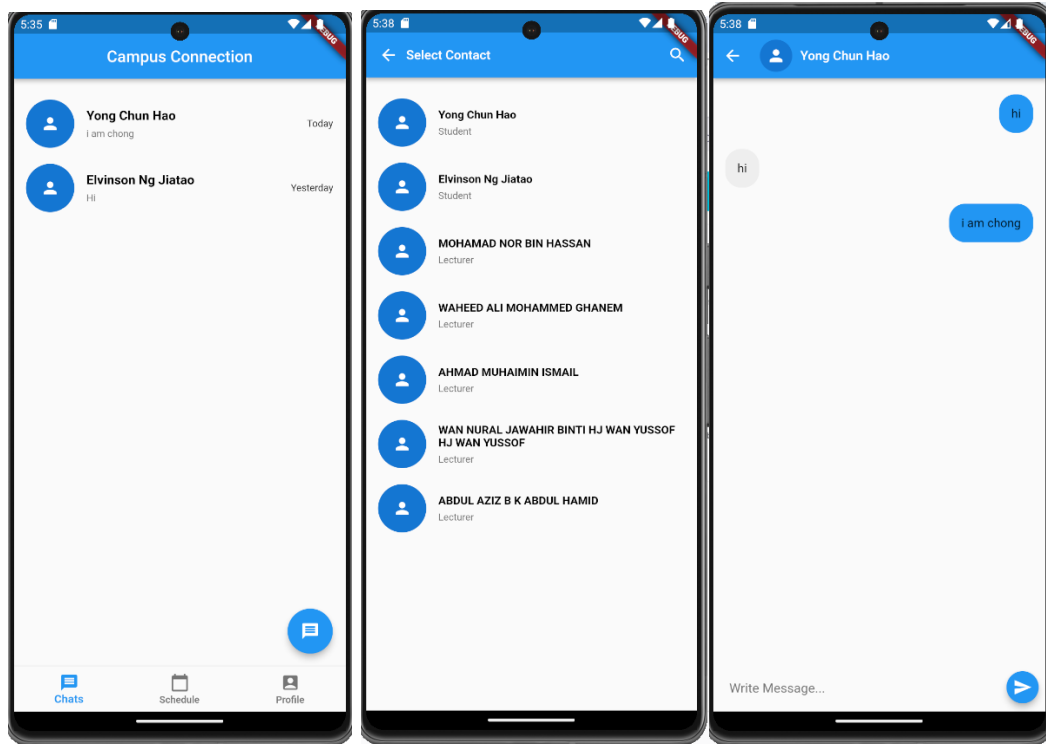 5:35
Campus Connection
Yong Chun Hao
Today
i am chong
Elvinson Ng Jiatao
Yesterday
Hi
Chats
Schedule
Profile
5:38
Select Contact
Yong Chun Hao
Student
Elvinson Ng Jiatao
Student
MOHAMAD NOR BIN HASSAN
Lecturer
WAHEED ALI MOHAMMED GHANEM
Lecturer
AHMAD MUHAIMIN ISMAIL
Lecturer
WAN NURAL JAWAHIR BINTI HJ WAN YUSSOF
HJ WAN YUSSOF
Lecturer
ABDUL AZIZ B K ABDUL HAMID
Lecturer
5:38
Yong Chun Hao
hi
hi
i am chong
Write Message...